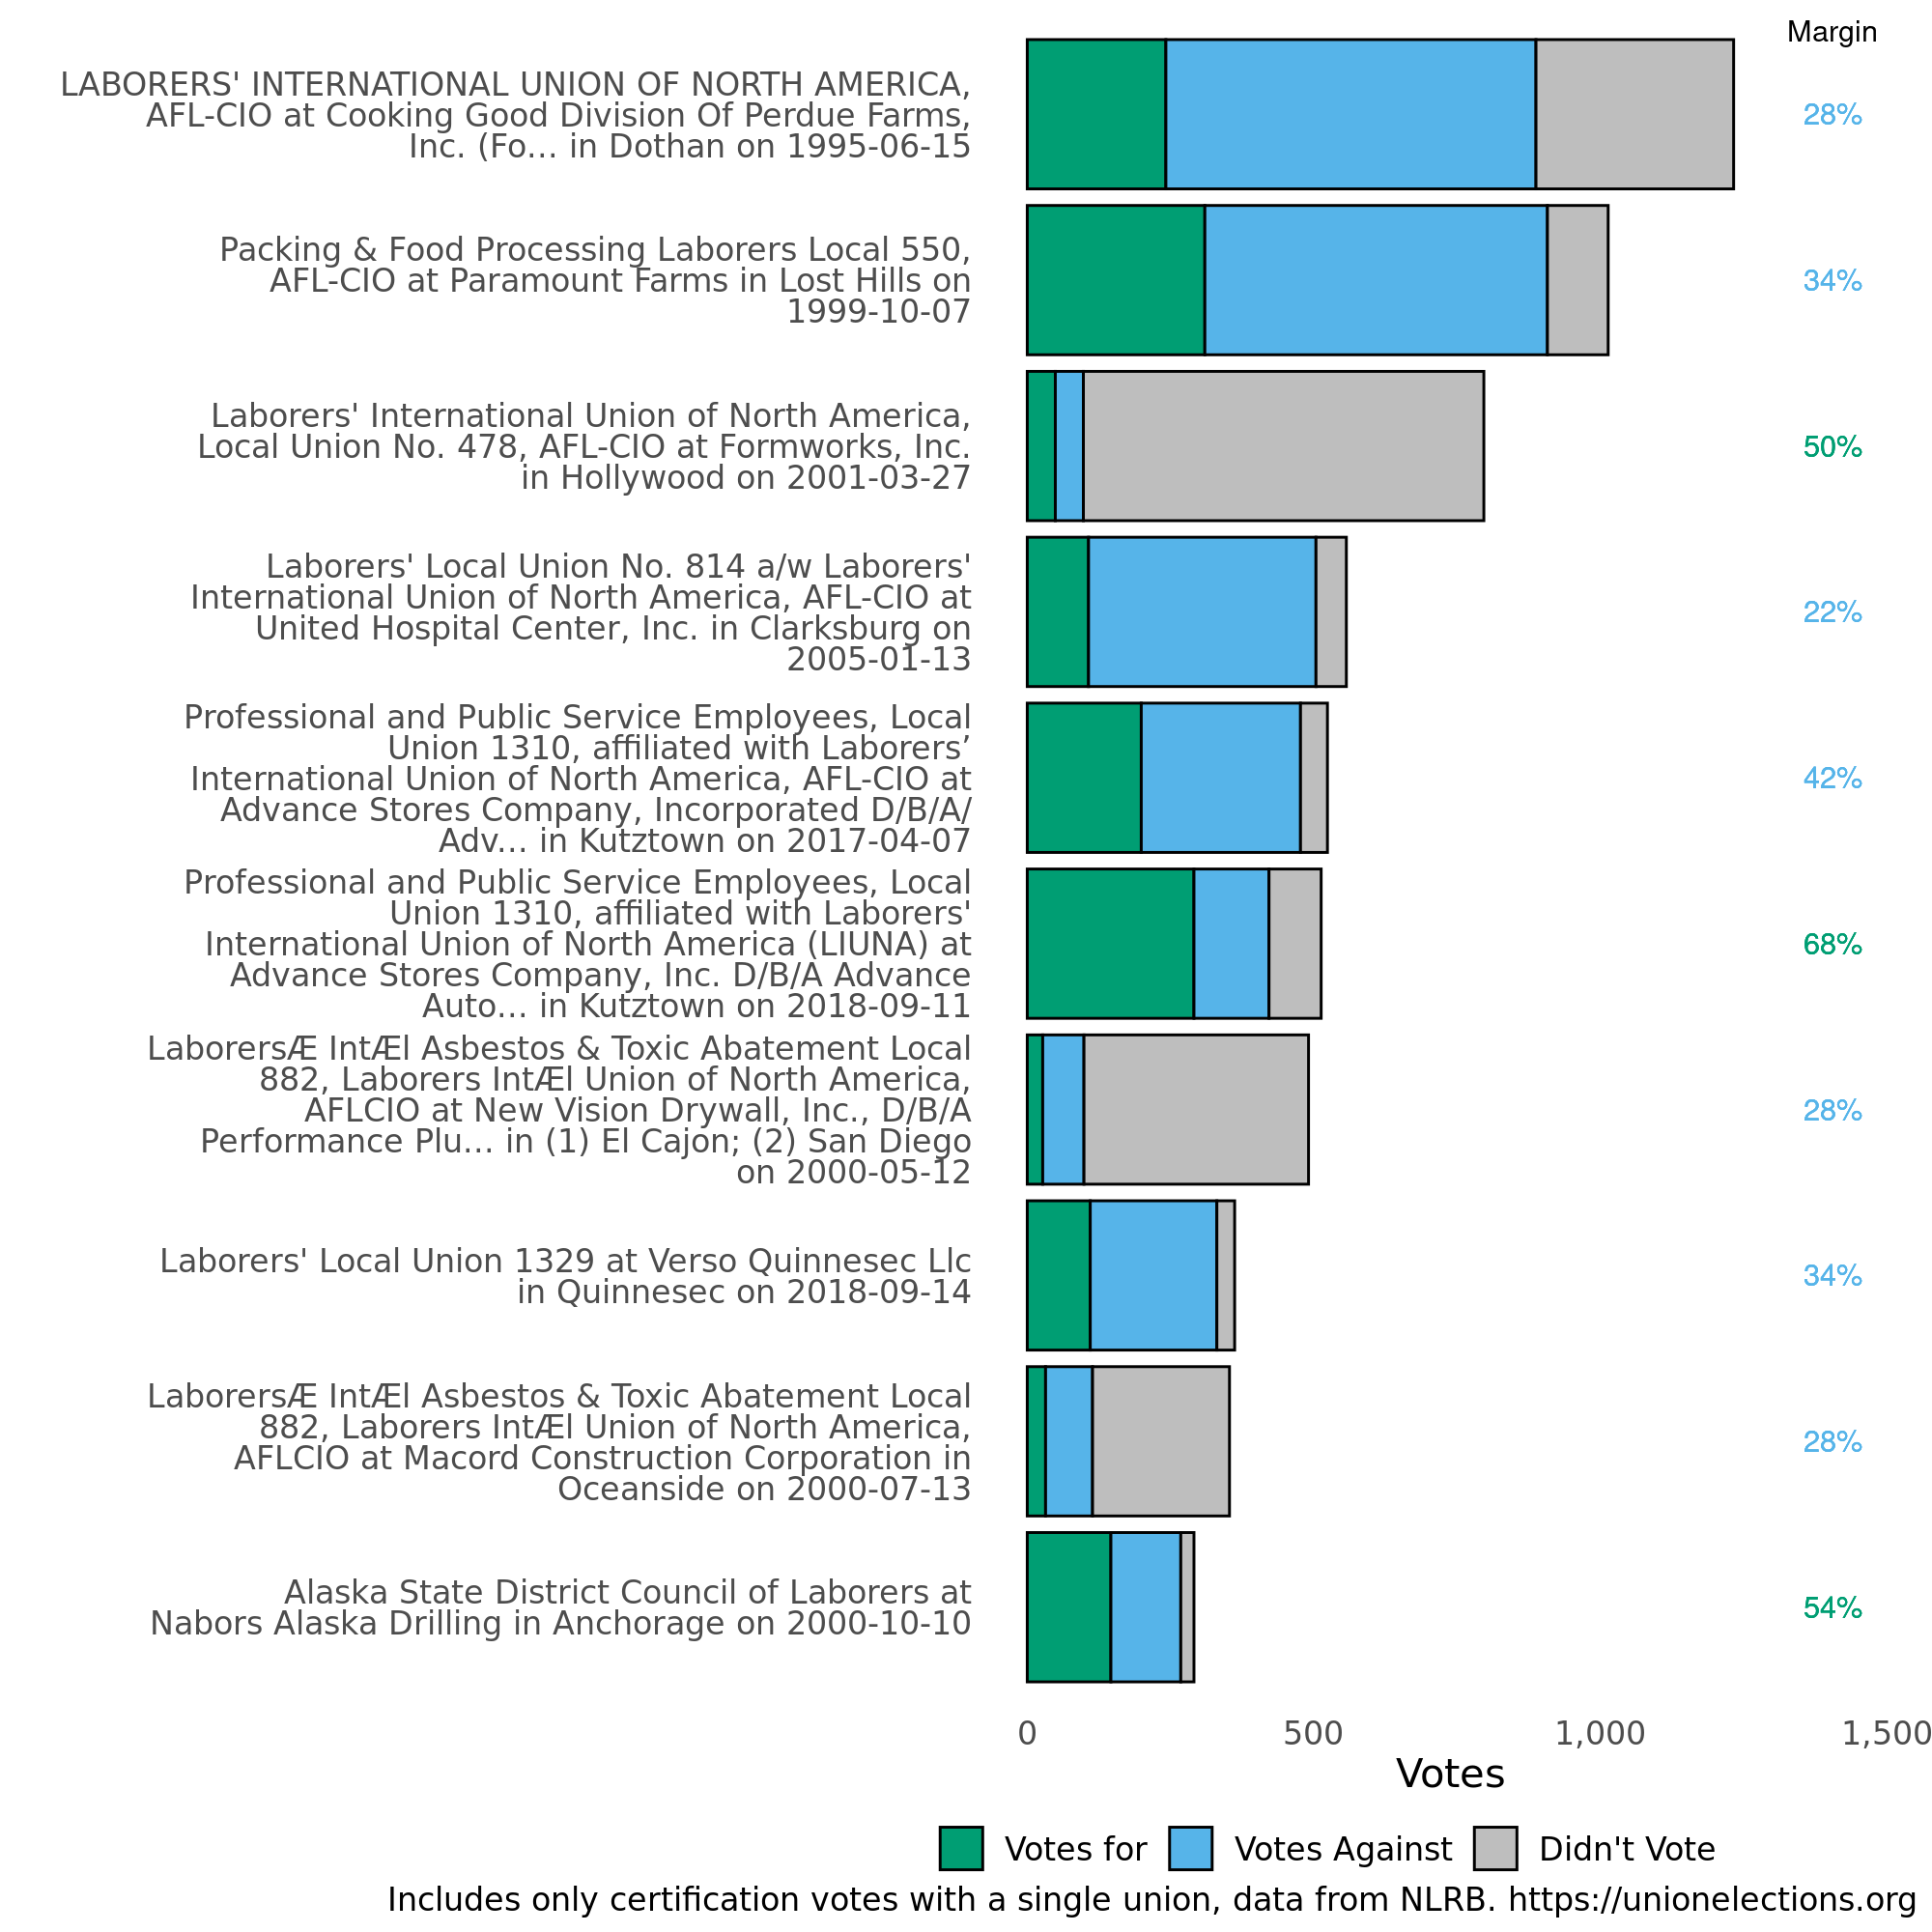 Margin
LABORERS' INTERNATIONAL UNION OF NORTH AMERICA,
AFL-CIO at Cooking Good Division Of Perdue Farms,
Inc. (Fo... in Dothan on 1995-06-15
28%
Packing & Food Processing Laborers Local 550,
AFL-CIO at Paramount Farms in Lost Hills on
1999-10-07
34%
Laborers' International Union of North America,
Local Union No. 478, AFL-CIO at Formworks, Inc.
in Hollywood on 2001-03-27
50%
Laborers' Local Union No. 814 a/w Laborers'
International Union of North America, AFL-CIO at
United Hospital Center, Inc. in Clarksburg on
2005-01-13
22%
Professional and Public Service Employees, Local
Union 1310, affiliated with Laborers’
International Union of North America, AFL-CIO at
Advance Stores Company, Incorporated D/B/A/
Adv... in Kutztown on 2017-04-07
42%
Professional and Public Service Employees, Local
Union 1310, affiliated with Laborers'
International Union of North America (LIUNA) at
Advance Stores Company, Inc. D/B/A Advance
Auto... in Kutztown on 2018-09-11
68%
LaborersÆ IntÆl Asbestos & Toxic Abatement Local
882, Laborers IntÆl Union of North America,
AFLCIO at New Vision Drywall, Inc., D/B/A
Performance Plu... in (1) El Cajon; (2) San Diego
on 2000-05-12
28%
Laborers' Local Union 1329 at Verso Quinnesec Llc
in Quinnesec on 2018-09-14
34%
LaborersÆ IntÆl Asbestos & Toxic Abatement Local
882, Laborers IntÆl Union of North America,
AFLCIO at Macord Construction Corporation in
Oceanside on 2000-07-13
28%
Alaska State District Council of Laborers at
Nabors Alaska Drilling in Anchorage on 2000-10-10
54%
0 500 1,000 1,500
Votes
Votes for Votes Against Didn't Vote
Includes only certification votes with a single union, data from NLRB. https://unionelections.org